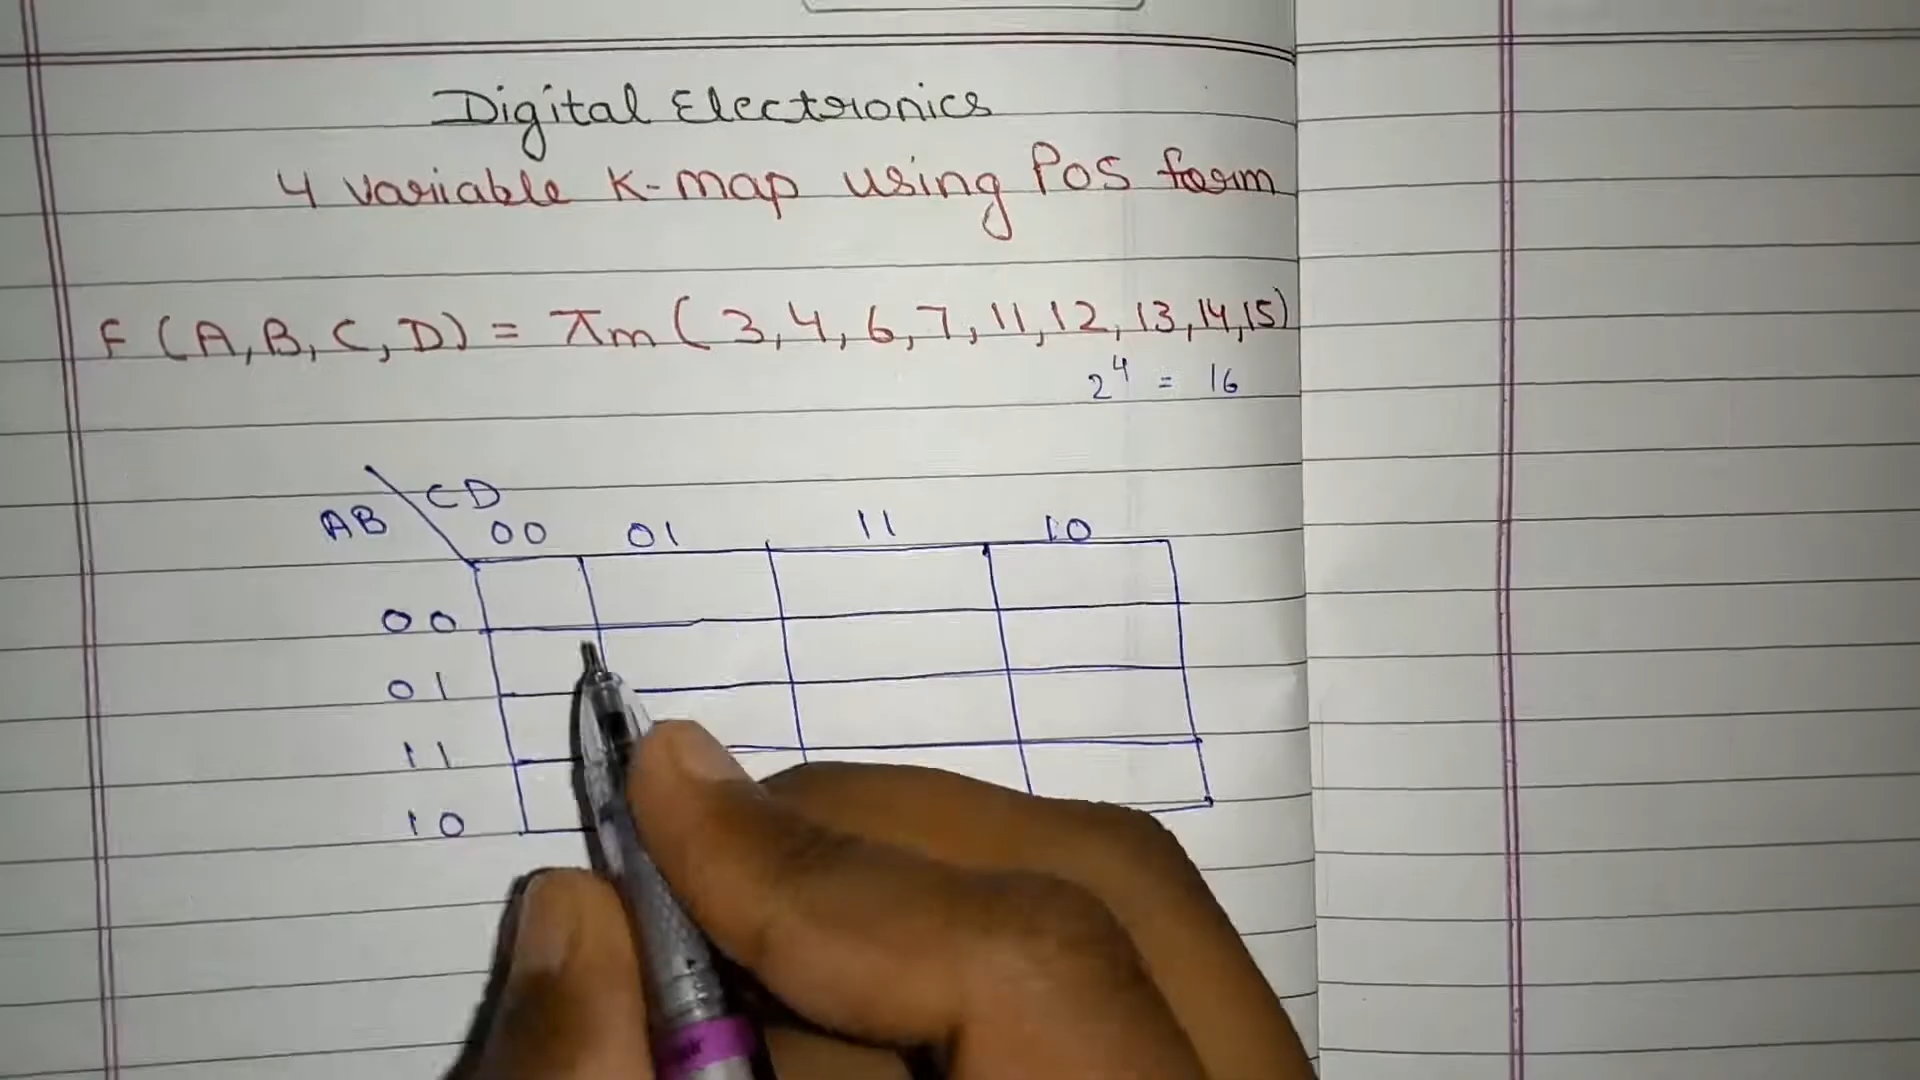 Digital Electronics
4 variable K-map using POS form
F (A, B, C, D) = πm ( 3, 4, 6, 7, 11, 12, 13, 14, 15)
2⁴ = 16
CD
AB
00 01 11 10
00
01
11
10